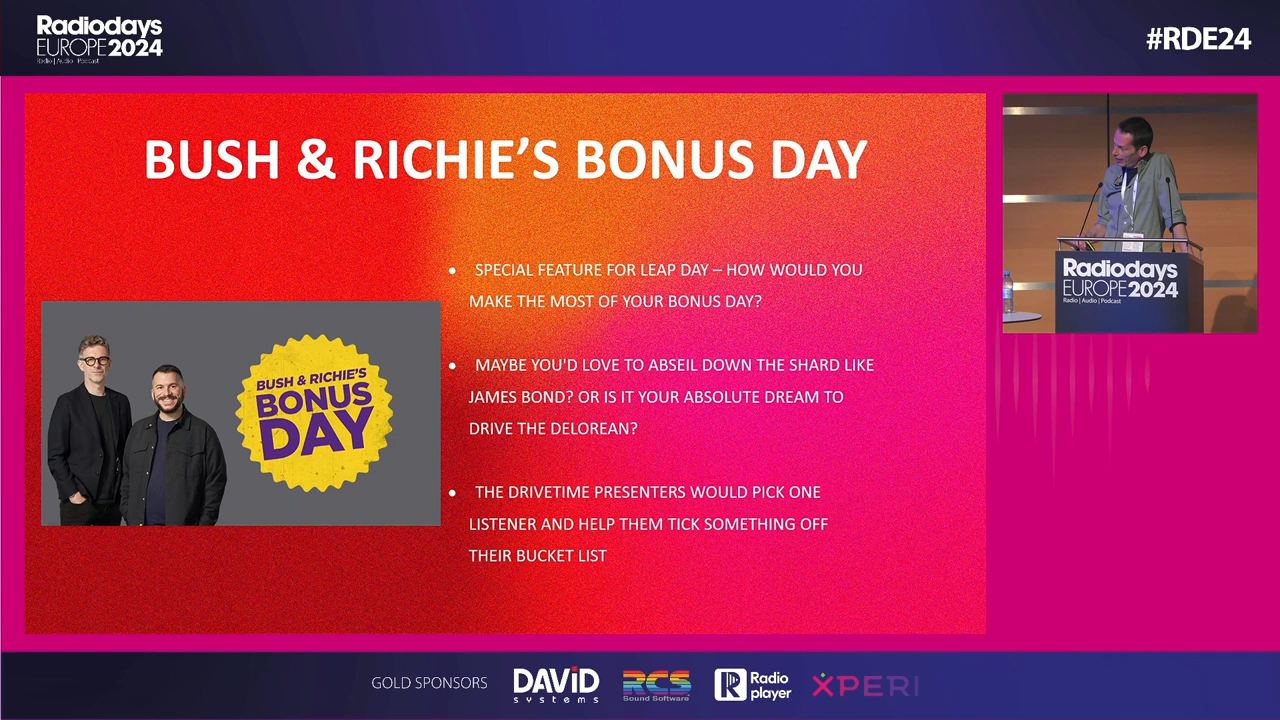 Radiodays
EUROPE 2024
Radio | Audio | Podcast
#RDE24
BUSH & RICHIE'S BONUS DAY
• SPECIAL FEATURE FOR LEAP DAY – HOW WOULD YOU
MAKE THE MOST OF YOUR BONUS DAY?
• MAYBE YOU'D LOVE TO ABSEIL DOWN THE SHARD LIKE
JAMES BOND? OR IS IT YOUR ABSOLUTE DREAM TO
DRIVE THE DELOREAN?
• THE DRIVETIME PRESENTERS WOULD PICK ONE
LISTENER AND HELP THEM TICK SOMETHING OFF
THEIR BUCKET LIST
BUSH & RICHIE'S
BONUS
DAY
Radiodays
EUROPE 2024
Radio | Audio | Podcast
GOLD SPONSORS
DAViD
systems
RCS
Sound Software
Radio
player
XPERI